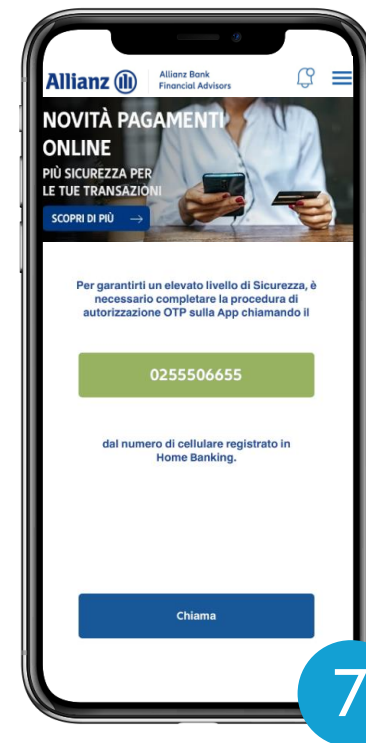 Allianz
Allianz Bank
Financial Advisors
NOVITÀ PAGAMENTI
ONLINE
PIÙ SICUREZZA PER
LE TUE TRANSAZIONI
SCOPRI DI PIÙ →
Per garantirti un elevato livello di Sicurezza, è
necessario completare la procedura di
autorizzazione OTP sulla App chiamando il
0255506655
dal numero di cellulare registrato in
Home Banking.
Chiama
7